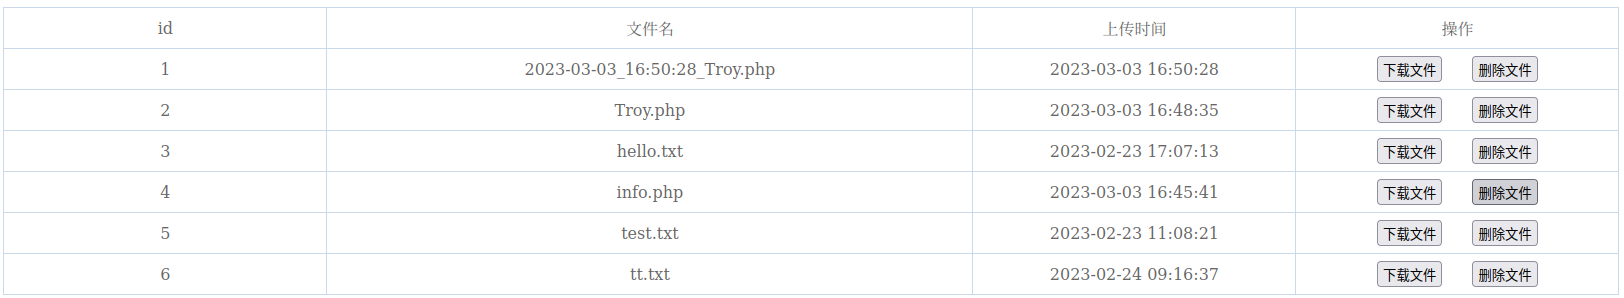 id 文件名 上传时间 操作
1 2023-03-03_16:50:28_Troy.php 2023-03-03 16:50:28 下载文件 删除文件
2 Troy.php 2023-03-03 16:48:35 下载文件 删除文件
3 hello.txt 2023-02-23 17:07:13 下载文件 删除文件
4 info.php 2023-03-03 16:45:41 下载文件 删除文件
5 test.txt 2023-02-23 11:08:21 下载文件 删除文件
6 tt.txt 2023-02-24 09:16:37 下载文件 删除文件